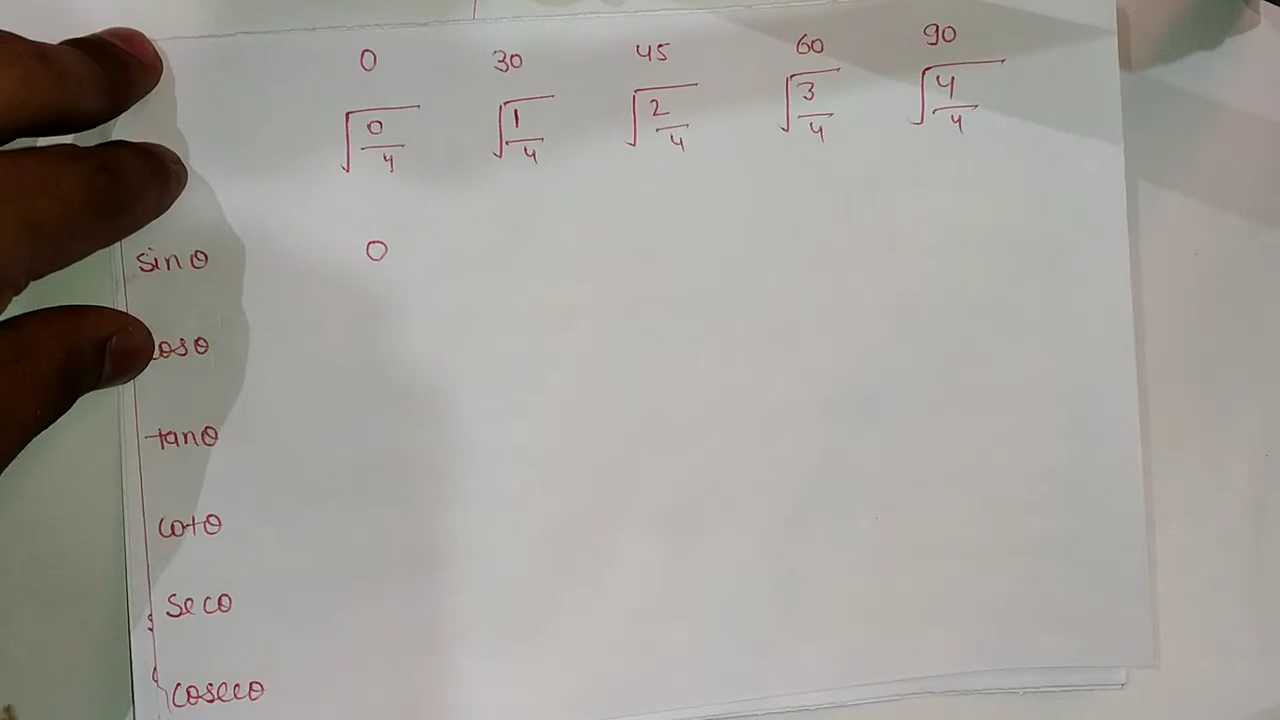 0 30 45 60 90
√0/4 √1/4 √2/4 √3/4 √4/4
sinθ 0
cosθ
tanθ
cotθ
secθ
cosecθ